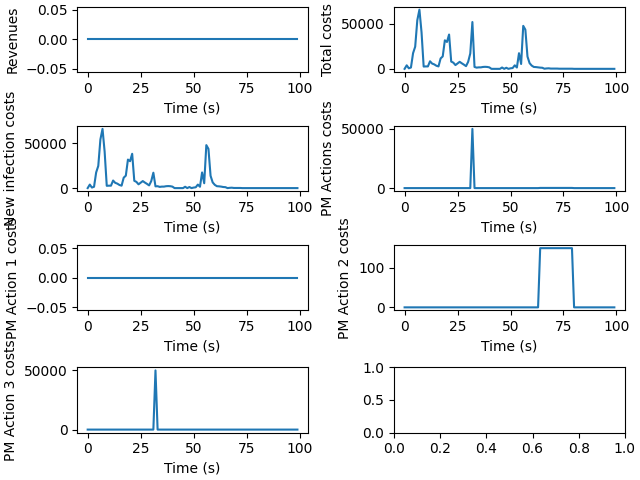 Revenues
0.05
0.00
−0.05
0 25 50 75 100
Time (s)
Total costs
50000
0
0 25 50 75 100
Time (s)
New infection costs
50000
0
0 25 50 75 100
Time (s)
PM Actions costs
50000
0
0 25 50 75 100
Time (s)
PM Action 1 costs
0.05
0.00
−0.05
0 25 50 75 100
Time (s)
PM Action 2 costs
100
0
0 25 50 75 100
Time (s)
PM Action 3 costs
50000
0
0 25 50 75 100
Time (s)
1.0
0.5
0.0
0.0 0.2 0.4 0.6 0.8 1.0